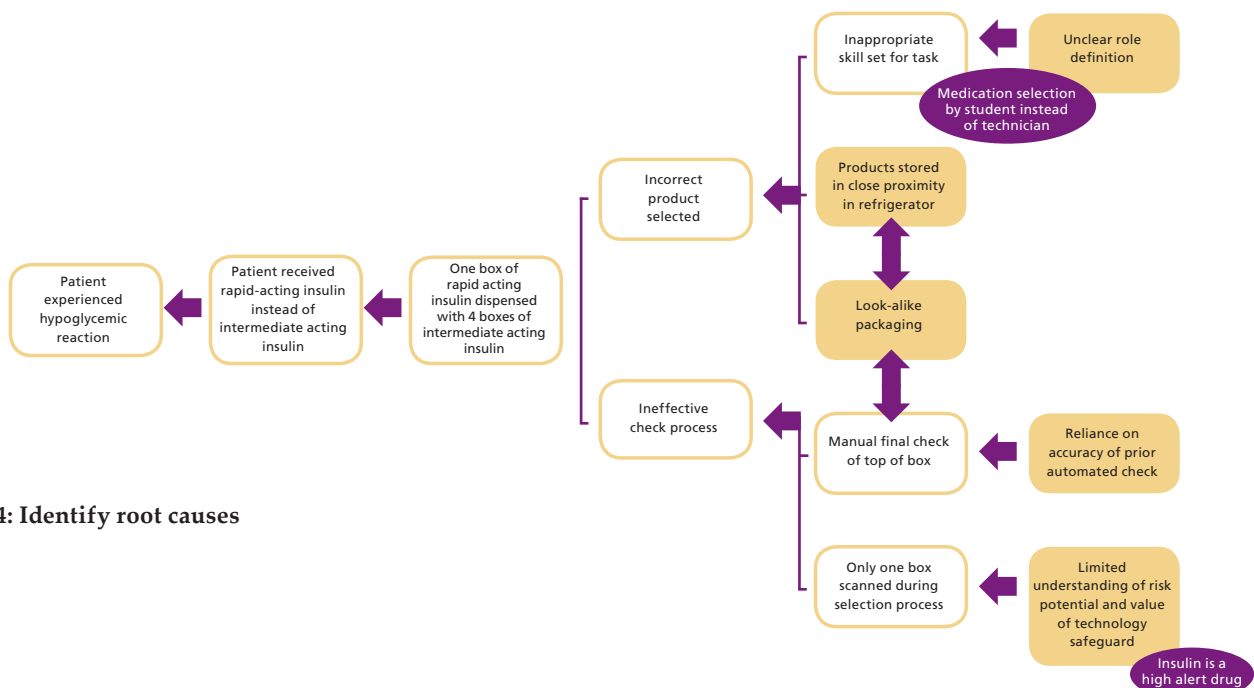 Patient
experienced
hypoglycemic
reaction
Patient received
rapid-acting insulin
instead of
intermediate acting
insulin
One box of
rapid acting
insulin dispensed
with 4 boxes of
intermediate acting
insulin
Incorrect
product
selected
Ineffective
check process
Inappropriate
skill set for task
Unclear role
definition
Medication selection
by student instead
of technician
Products stored
in close proximity
in refrigerator
Look-alike
packaging
Manual final check
of top of box
Reliance on
accuracy of prior
automated check
Only one box
scanned during
selection process
Limited
understanding of risk
potential and value
of technology
safeguard
Insulin is a
high alert drug
4: Identify root causes